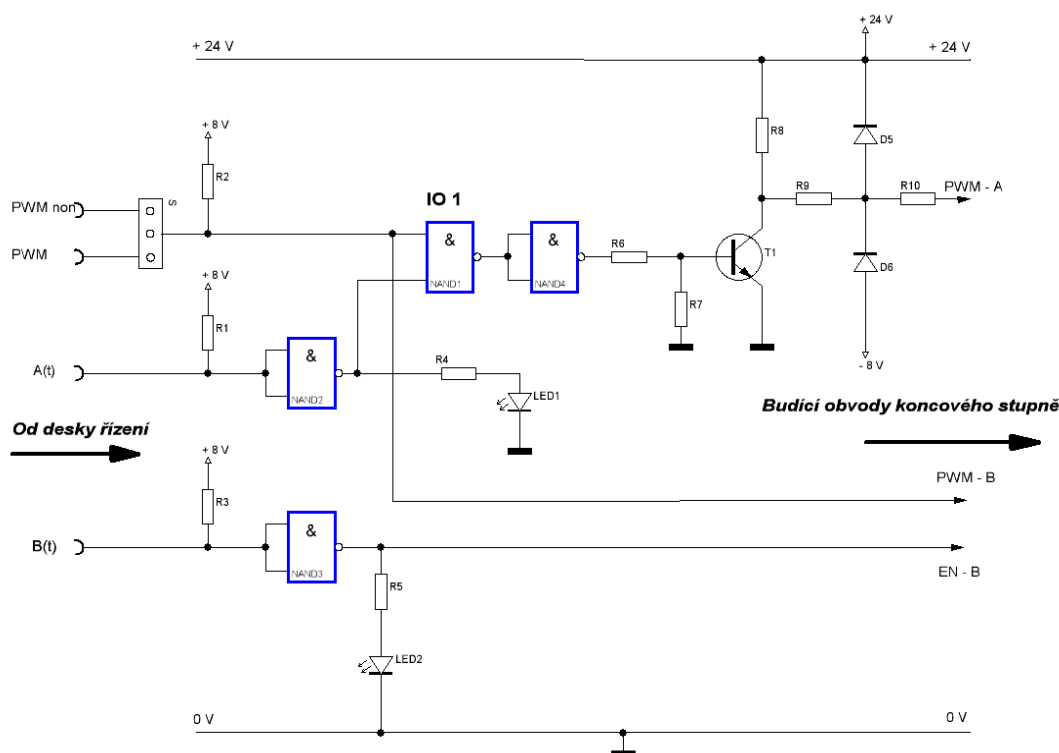 + 24 V
+ 24 V
+ 24 V
+ 8 V
R2
R8
D5
PWM non
S
IO 1
R9
R10
PWM - A
&
&
PWM
R6
T1
D6
NAND1
NAND4
+ 8 V
R7
R1
- 8 V
&
R4
A(t)
NAND2
LED1
Od desky řízení
Budící obvody koncového stupně
+ 8 V
PWM - B
R3
&
B(t)
NAND3
EN - B
R5
LED2
0 V
0 V